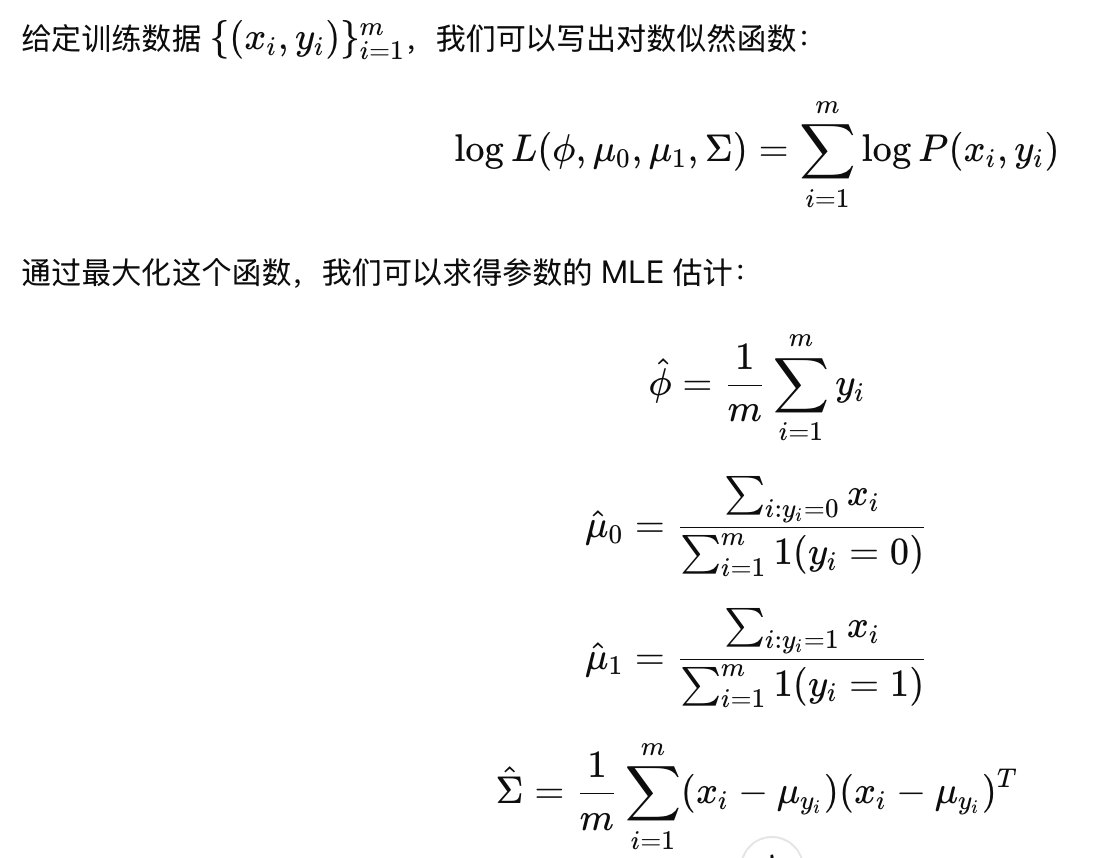 给定训练数据 $\{(x_i, y_i)\}_{i=1}^{m}$，我们可以写出对数似然函数：
$\log L(\phi, \mu_0, \mu_1, \Sigma) = \sum_{i=1}^{m} \log P(x_i, y_i)$
通过最大化这个函数，我们可以求得参数的 MLE 估计：
$\hat{\phi} = \frac{1}{m} \sum_{i=1}^{m} y_i$
$\hat{\mu}_0 = \frac{\sum_{i:y_i=0} x_i}{\sum_{i=1}^{m} 1(y_i = 0)}$
$\hat{\mu}_1 = \frac{\sum_{i:y_i=1} x_i}{\sum_{i=1}^{m} 1(y_i = 1)}$
$\hat{\Sigma} = \frac{1}{m} \sum_{i=1}^{m} (x_i - \mu_{y_i})(x_i - \mu_{y_i})^T$